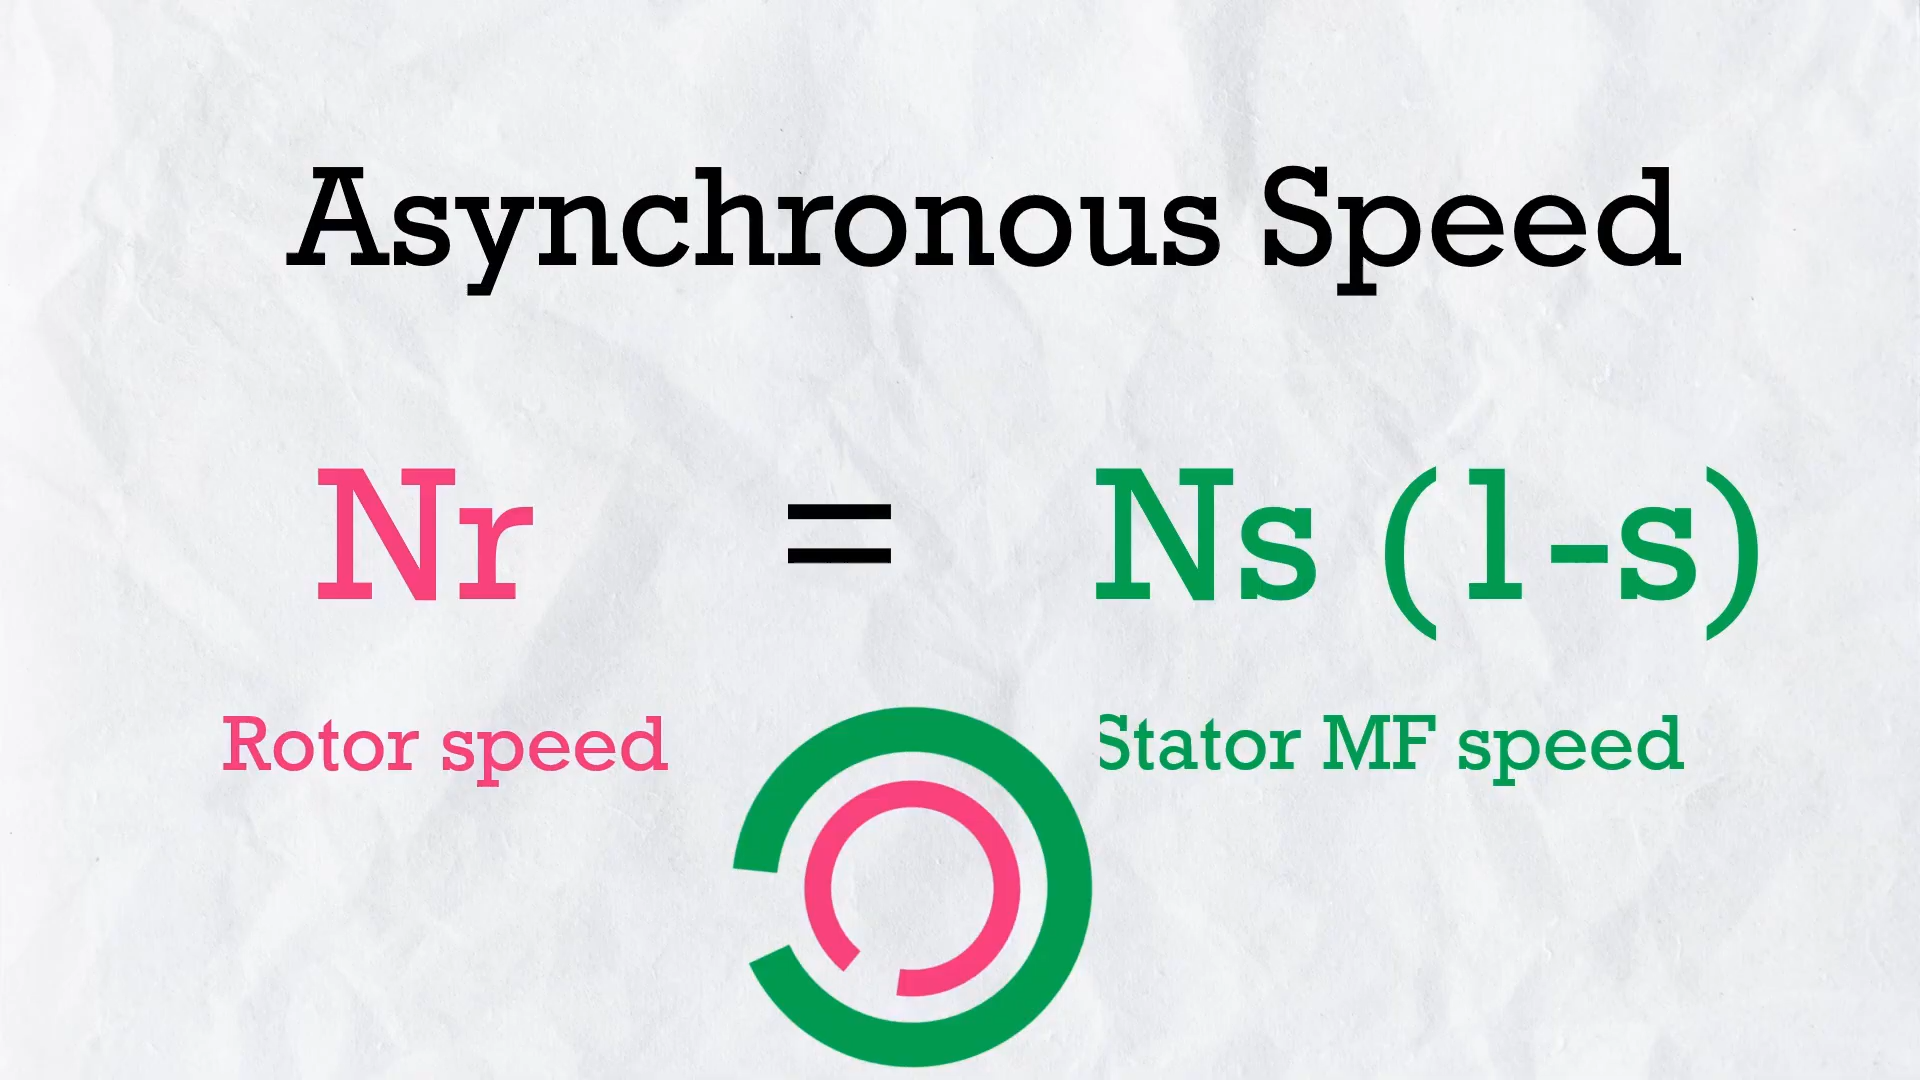 Asynchronous Speed
Nr = Ns (1-s)
Rotor speed
Stator MF speed